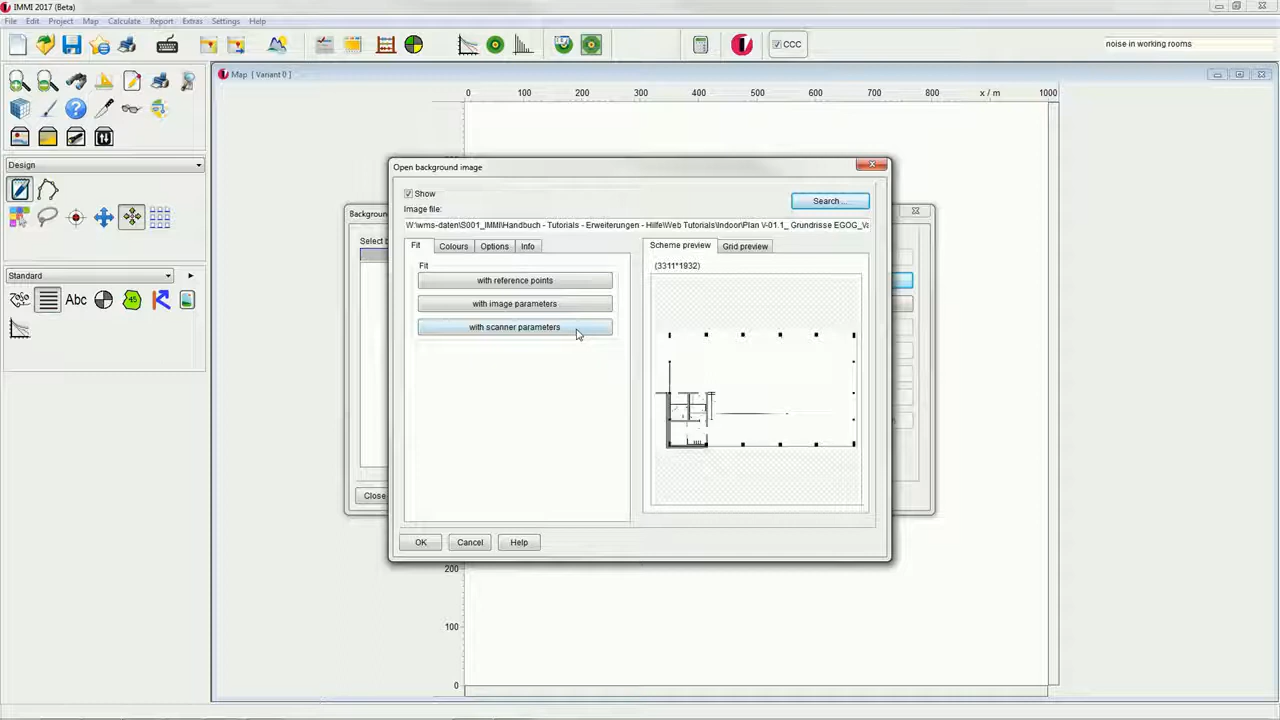 IMMI 2017 (Beta)
File Edit Project Map Calculate Report Extras Settings Help
CCC
noise in working rooms
Map [ Variant 0 ]
0 100 200 300 400 500 600 700 800 x / m 1000
Design
Open background image
Show
Search ...
Image file:
W:\wms-daten\S001_IMMI\Handbuch - Tutorials - Erweiterungen - Hilfe\Web Tutorials\Indoor\Plan V-01.1_ Grundrisse EGOG_Va
Fit Colours Options Info
Scheme preview Grid preview
Fit
(3311*1932)
with reference points
with image parameters
with scanner parameters
Standard
Abc
45
Close
OK Cancel Help
200
100
0